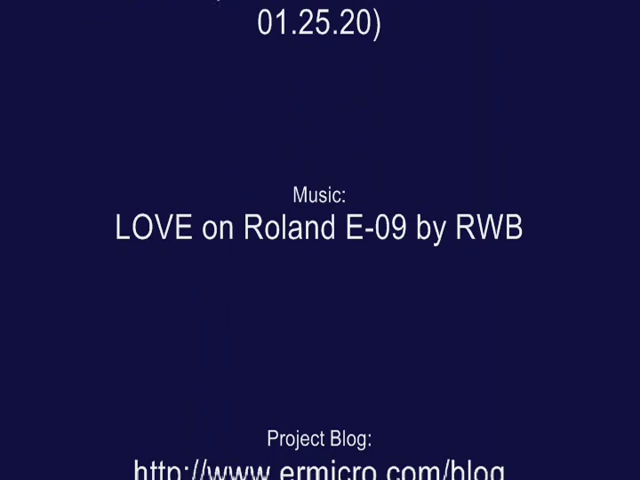 01.25.20)
Music:
LOVE on Roland E-09 by RWB
Project Blog:
http://www.ermicro.com/blog